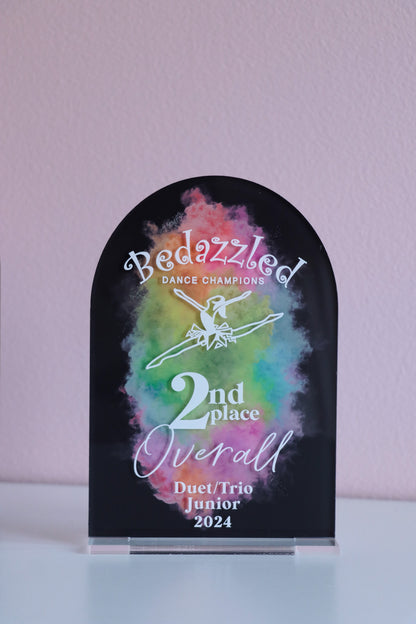 Bedazzled
DANCE CHAMPIONS
2nd
place
Overall
Duet/Trio
Junior
2024